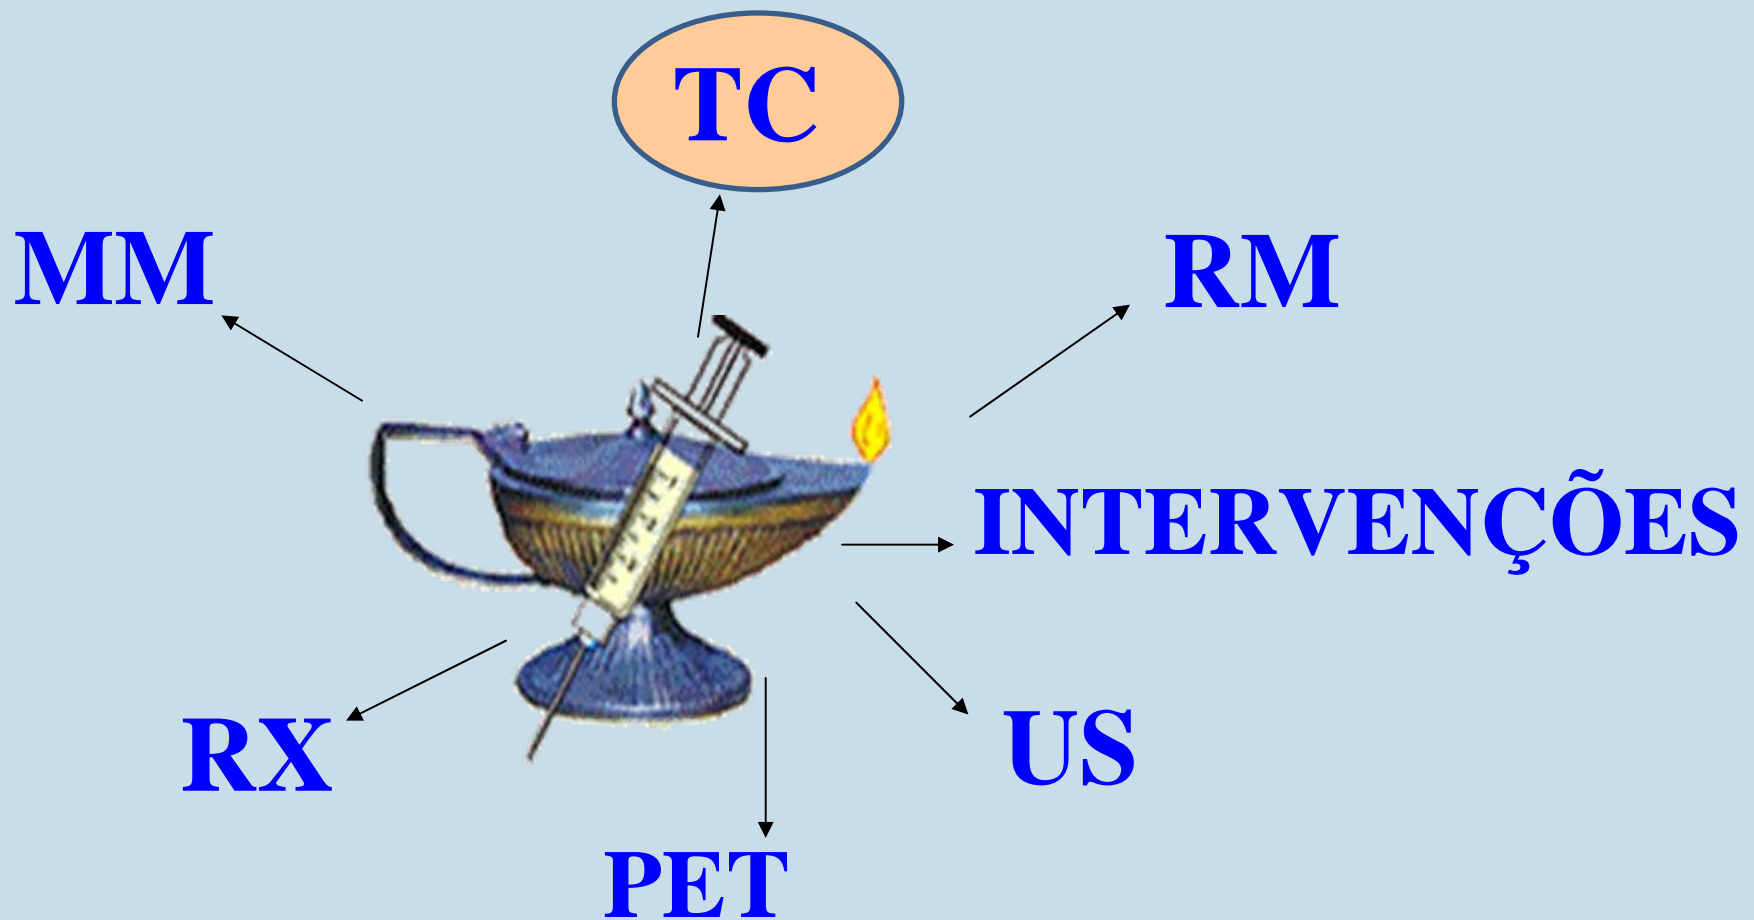 TC
MM
RM
INTERVENÇÕES
RX
US
PET